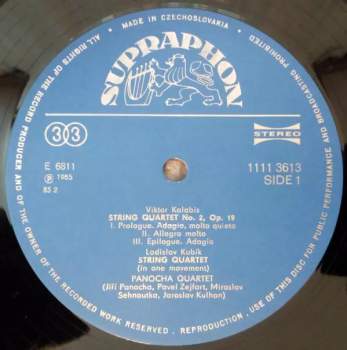 ALL RIGHTS OF THE RECORD PRODUCER AND OF THE OWNER OF THE WORK RESERVED. REPRODUCTION, USE OF THIS RECORD FOR PUBLIC PERFORMANCE AND BROADCASTING PROHIBITED
MADE IN CZECHOSLOVAKIA
SUPRAPHON
33
STEREO
E 6811
1111 3613
℗ 1985
SIDE 1
83 2
Viktor Kalabis
STRING QUARTET No. 2, Op. 19
I. Prologue. Adagio, molto quieto
II. Allegro molto
III. Epilogue. Adagio
Ladislav Kubík
STRING QUARTET
(in one movement)
PANOCHA QUARTET
(Jiří Panocha, Pavel Zejfart, Miroslav
Sehnoutka, Jaroslav Kulhan)